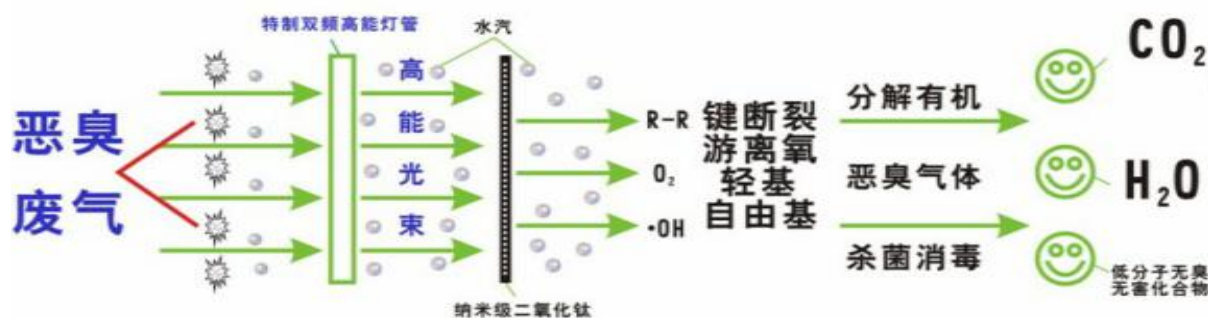 特制双频高能灯管
水汽
恶臭
废气
高
能
光
束
纳米级二氧化钛
R-R
O₂
·OH
键断裂
游离氧
轻基
自由基
分解有机
恶臭气体
杀菌消毒
CO₂
H₂O
低分子无臭
无害化合物